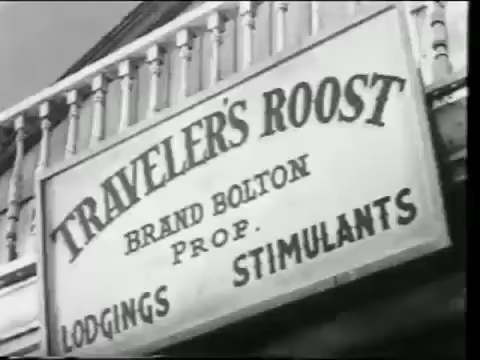 TRAVELER'S ROOST
BRAND BOLTON
PROP.
LODGINGS STIMULANTS